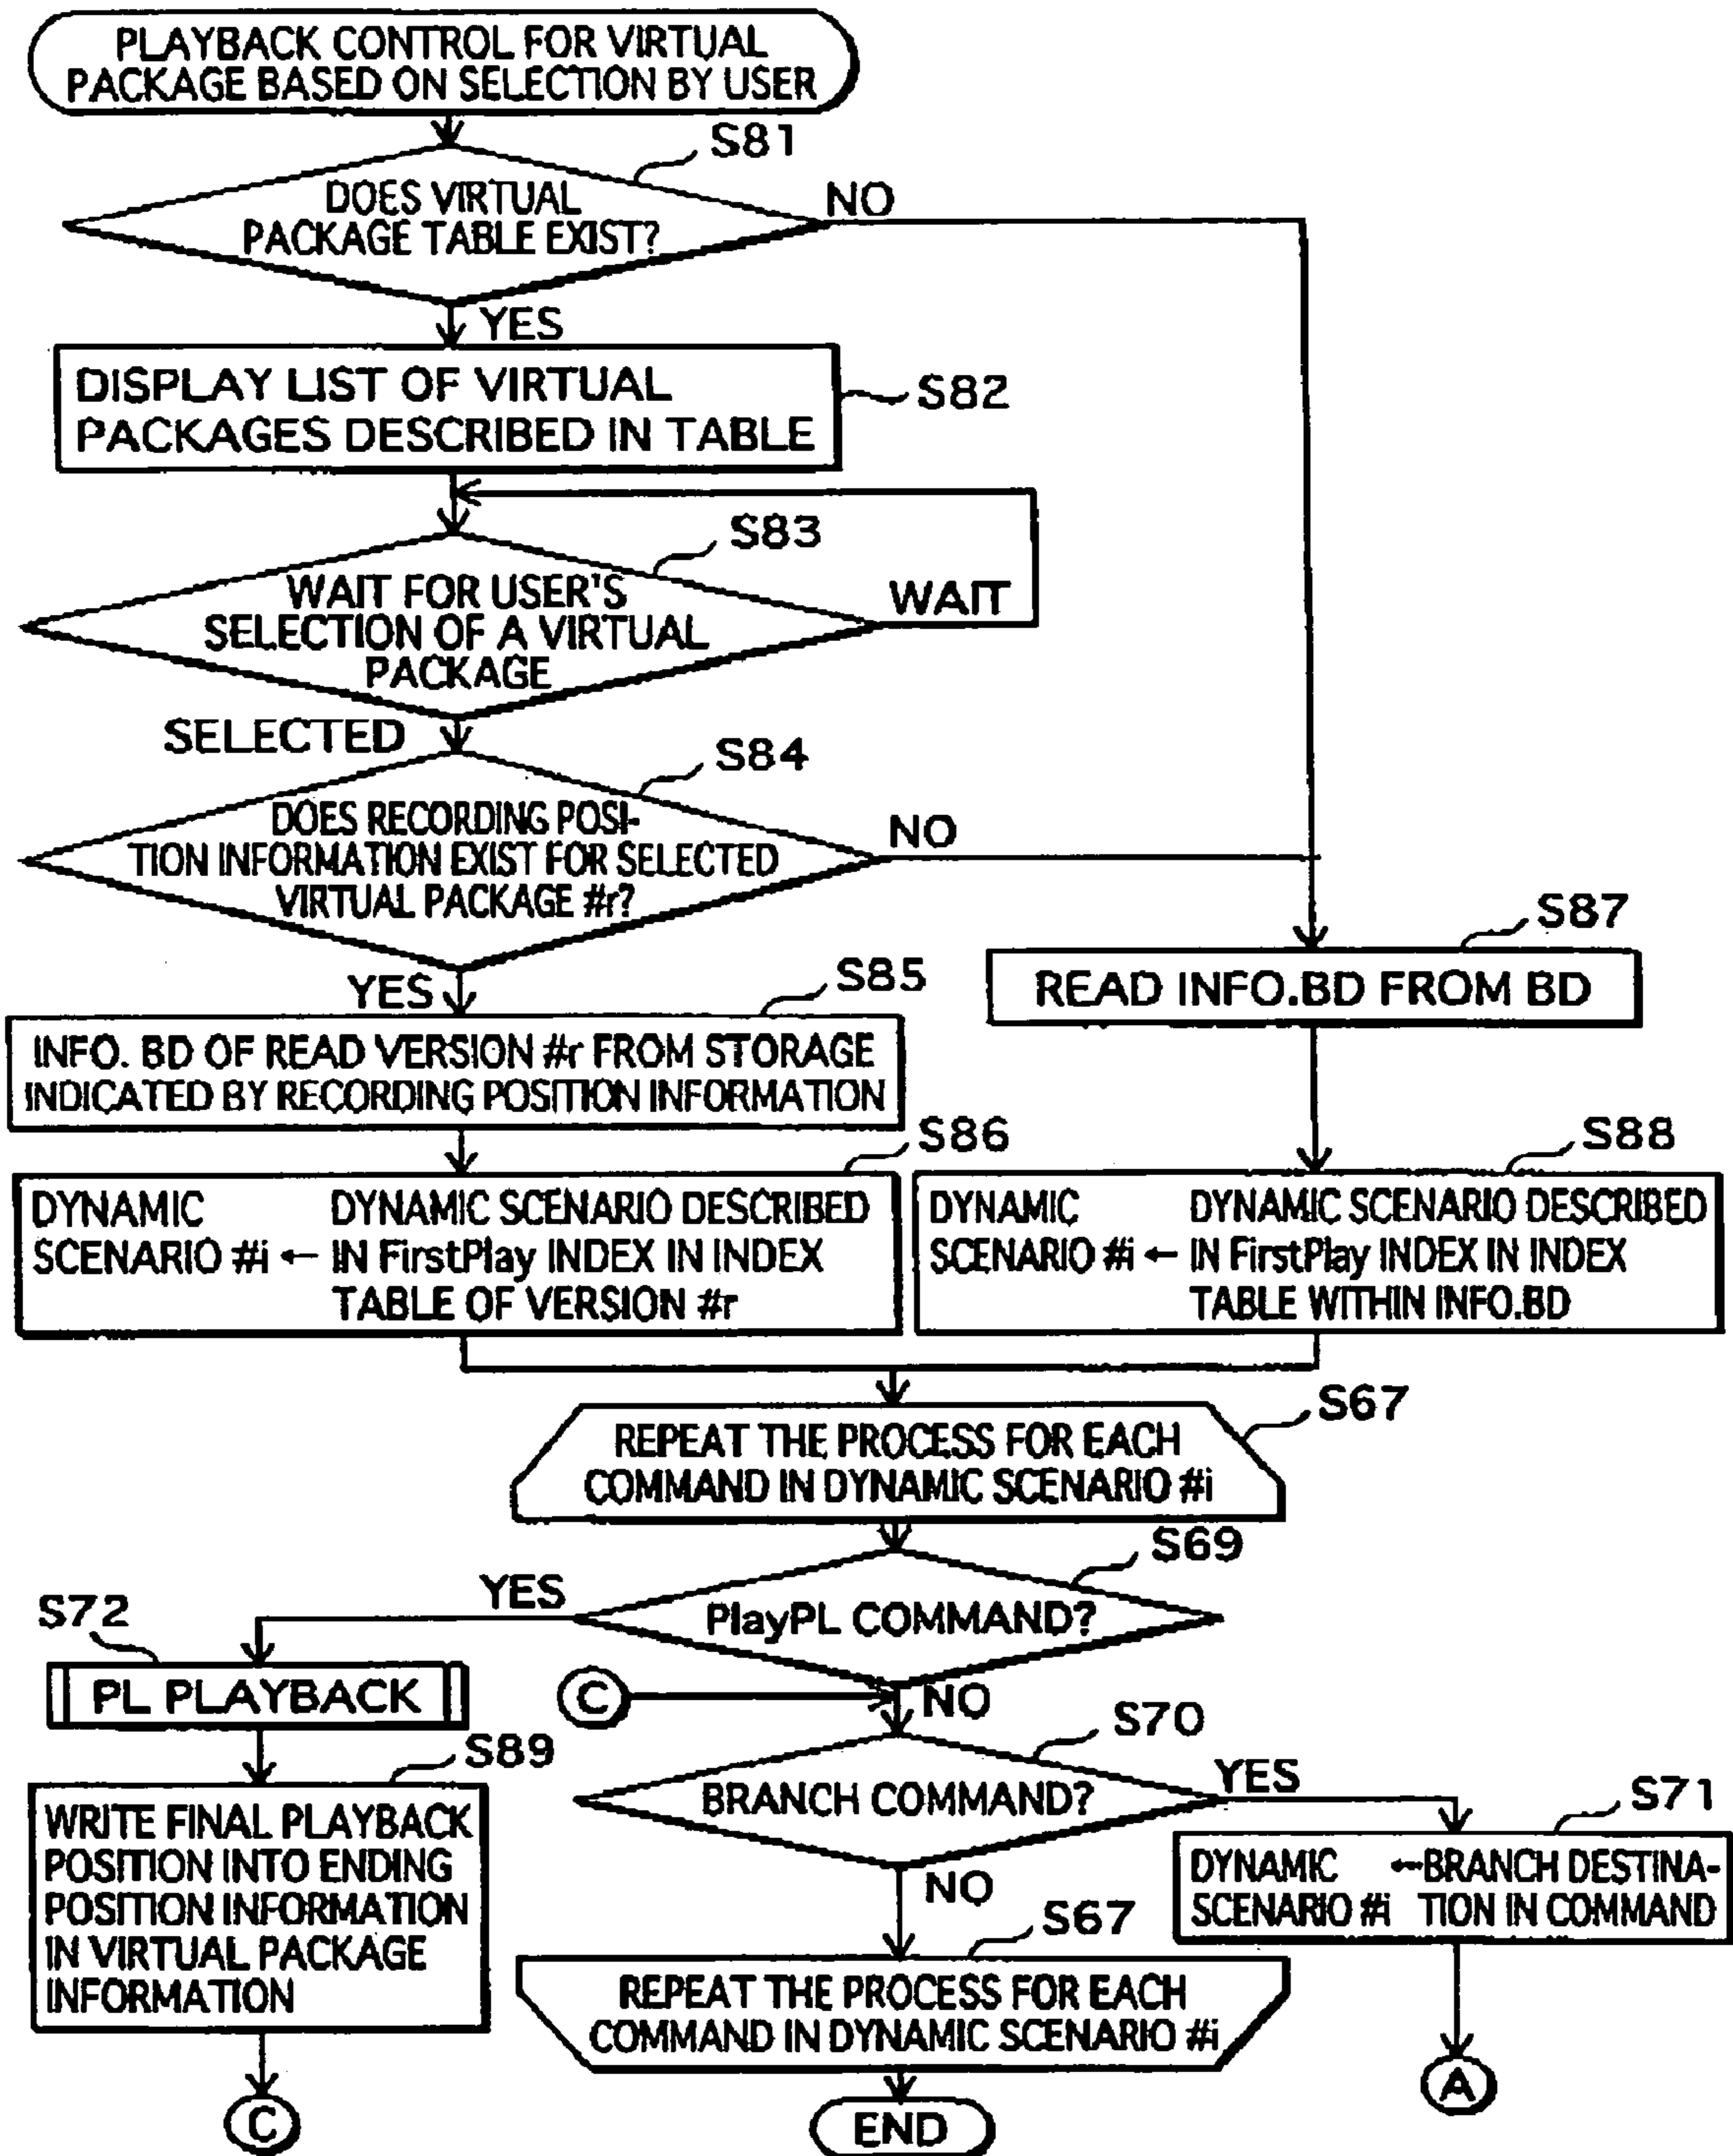 PLAYBACK CONTROL FOR VIRTUAL
PACKAGE BASED ON SELECTION BY USER
S81
DOES VIRTUAL
PACKAGE TABLE EXIST?
NO
YES
DISPLAY LIST OF VIRTUAL
PACKAGES DESCRIBED IN TABLE
S82
S83
WAIT FOR USER'S
SELECTION OF A VIRTUAL
PACKAGE
WAIT
SELECTED
S84
DOES RECORDING POSI-
TION INFORMATION EXIST FOR SELECTED
VIRTUAL PACKAGE #r?
NO
YES
S85
INFO. BD OF READ VERSION #r FROM STORAGE
INDICATED BY RECORDING POSITION INFORMATION
S87
READ INFO.BD FROM BD
S86
DYNAMIC DYNAMIC SCENARIO DESCRIBED
SCENARIO #i ← IN FirstPlay INDEX IN INDEX
TABLE OF VERSION #r
S88
DYNAMIC DYNAMIC SCENARIO DESCRIBED
SCENARIO #i ← IN FirstPlay INDEX IN INDEX
TABLE WITHIN INFO.BD
S67
REPEAT THE PROCESS FOR EACH
COMMAND IN DYNAMIC SCENARIO #i
S69
PlayPL COMMAND?
YES
S72
PL PLAYBACK
C
NO
S89
WRITE FINAL PLAYBACK
POSITION INTO ENDING
POSITION INFORMATION
IN VIRTUAL PACKAGE
INFORMATION
C
S70
BRANCH COMMAND?
YES
S71
DYNAMIC ← BRANCH DESTINA-
SCENARIO #i TION IN COMMAND
A
NO
S67
REPEAT THE PROCESS FOR EACH
COMMAND IN DYNAMIC SCENARIO #i
END